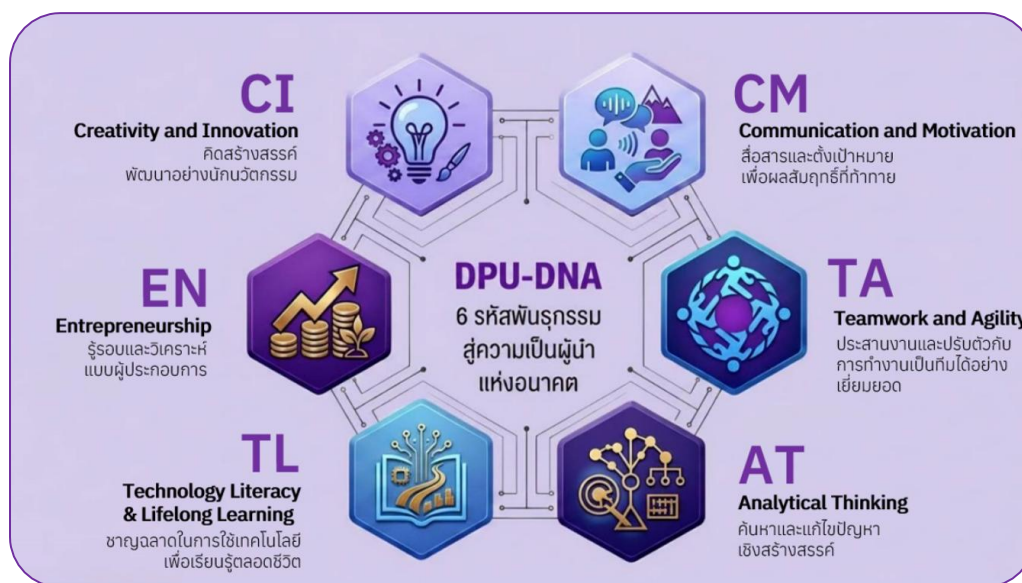 CI
Creativity and Innovation
คิดสร้างสรรค์
พัฒนาอย่างนักนวัตกรรม
CM
Communication and Motivation
สื่อสารและตั้งเป้าหมาย
เพื่อผลสัมฤทธิ์ที่ท้าทาย
EN
Entrepreneurship
รู้รอบและวิเคราะห์
แบบผู้ประกอบการ
DPU-DNA
6 รหัสพันธุกรรม
สู่ความเป็นผู้นำ
แห่งอนาคต
TA
Teamwork and Agility
ประสานงานและปรับตัวกับ
การทำงานเป็นทีมได้อย่าง
เยี่ยมยอด
TL
Technology Literacy
& Lifelong Learning
ชาญฉลาดในการใช้เทคโนโลยี
เพื่อเรียนรู้ตลอดชีวิต
AT
Analytical Thinking
ค้นหาและแก้ไขปัญหา
เชิงสร้างสรรค์